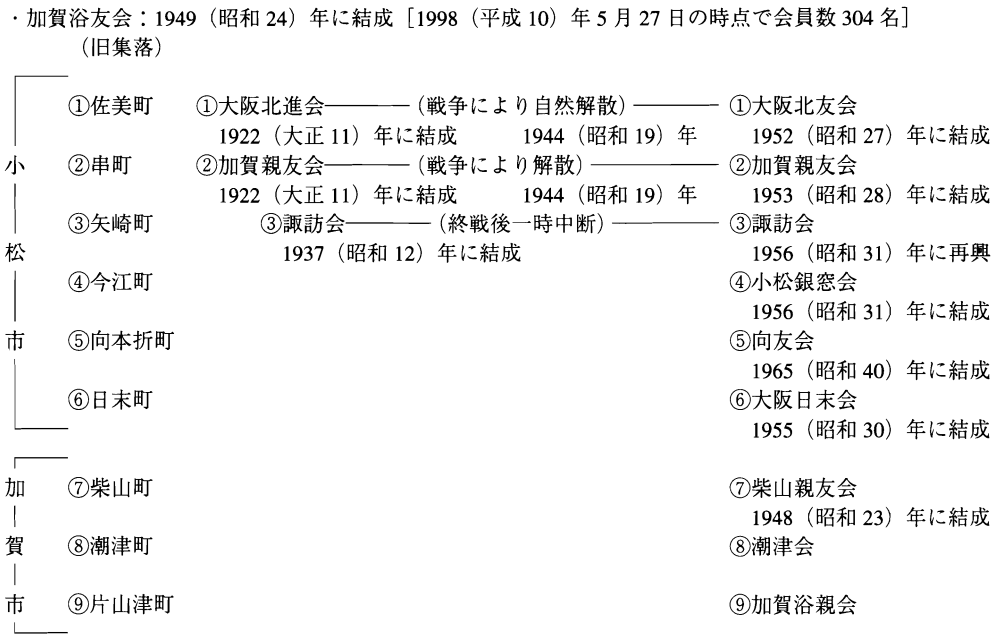 ・加賀浴友会：1949（昭和 24）年に結成［1998（平成 10）年 5 月 27 日の時点で会員数 304 名］
（旧集落）
①佐美町 ①大阪北進会────（戦争により自然解散）────①大阪北友会
1922（大正 11）年に結成 1944（昭和 19）年 1952（昭和 27）年に結成
小 ②串町 ②加賀親友会────（戦争により解散）────②加賀親友会
1922（大正 11）年に結成 1944（昭和 19）年 1953（昭和 28）年に結成
③矢崎町 ③諏訪会────（終戦後一時中断）────③諏訪会
松 1937（昭和 12）年に結成 1956（昭和 31）年に再興
④今江町 ④小松銀窓会
1956（昭和 31）年に結成
市 ⑤向本折町 ⑤向友会
1965（昭和 40）年に結成
⑥日末町 ⑥大阪日末会
1955（昭和 30）年に結成
加 ⑦柴山町 ⑦柴山親友会
1948（昭和 23）年に結成
賀 ⑧潮津町 ⑧潮津会
市 ⑨片山津町 ⑨加賀浴親会